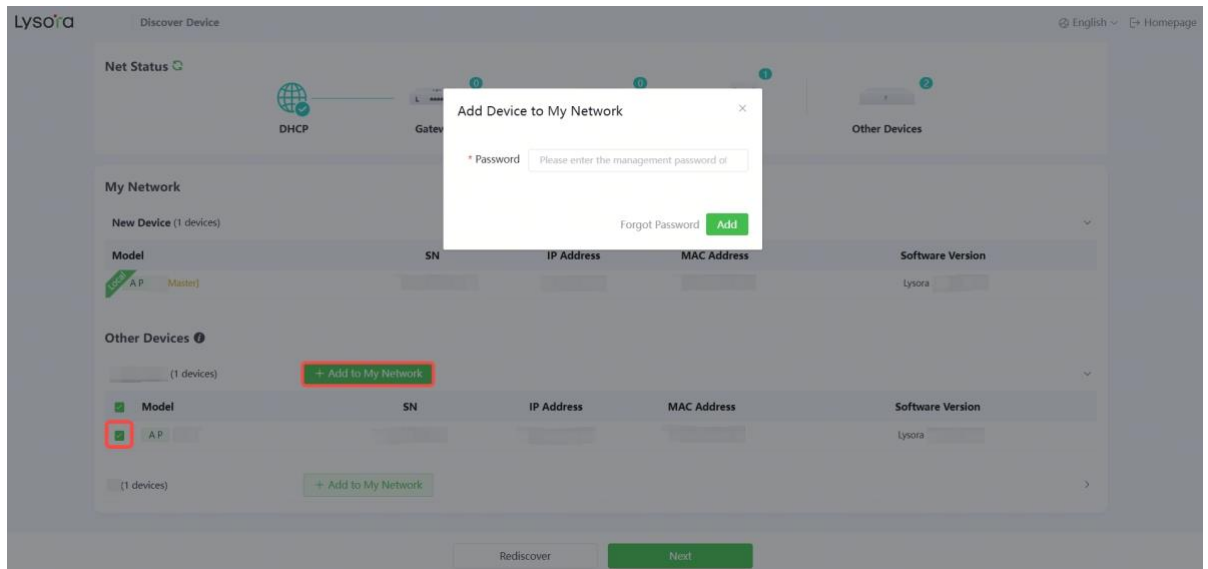 Lysora Discover Device English Homepage
Net Status
0 0 1 2
DHCP Other Devices
Add Device to My Network
* Password Please enter the management password of
Forgot Password Add
My Network
New Device (1 devices)
Model SN IP Address MAC Address Software Version
Local A P Master] Lysora
Other Devices
(1 devices) + Add to My Network
Model SN IP Address MAC Address Software Version
A P Lysora
(1 devices) + Add to My Network
Rediscover Next